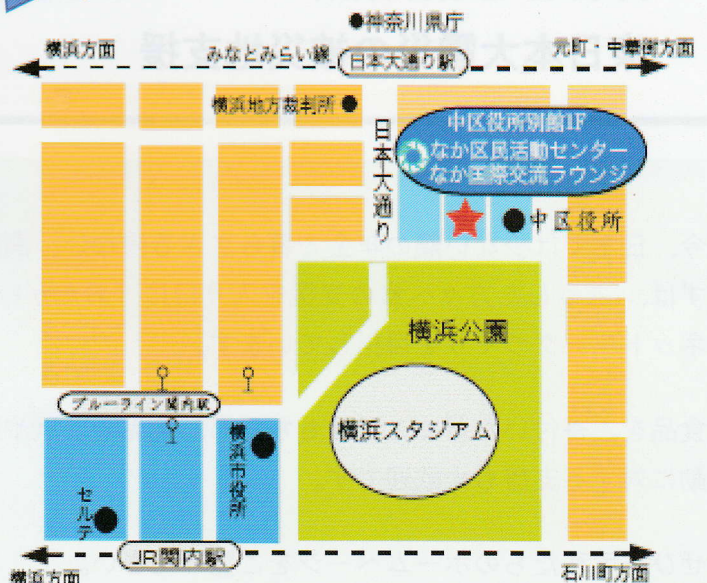 ●神奈川県庁
横浜方面
みなとみらい線
日本大通り駅
元町・中華街方面
横浜地方裁判所●
日本大通り
中区役所別館1F
なか区民活動センター
なか国際交流ラウンジ
●中区役所
横浜公園
横浜スタジアム
ブルーライン関内駅
横浜市役所
セルテ
JR関内駅
横浜方面
石川町方面